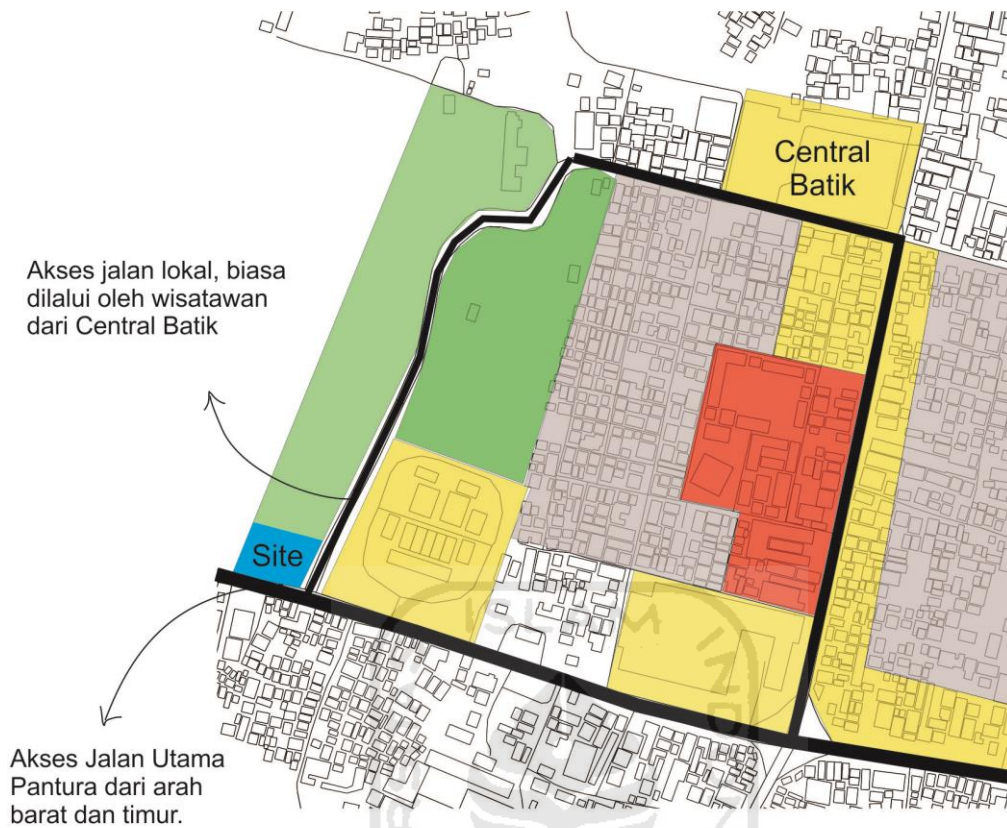 Central
Batik
Akses jalan lokal, biasa
dilalui oleh wisatawan
dari Central Batik
Site
ISLAM
Akses Jalan Utama
Pantura dari arah
barat dan timur.